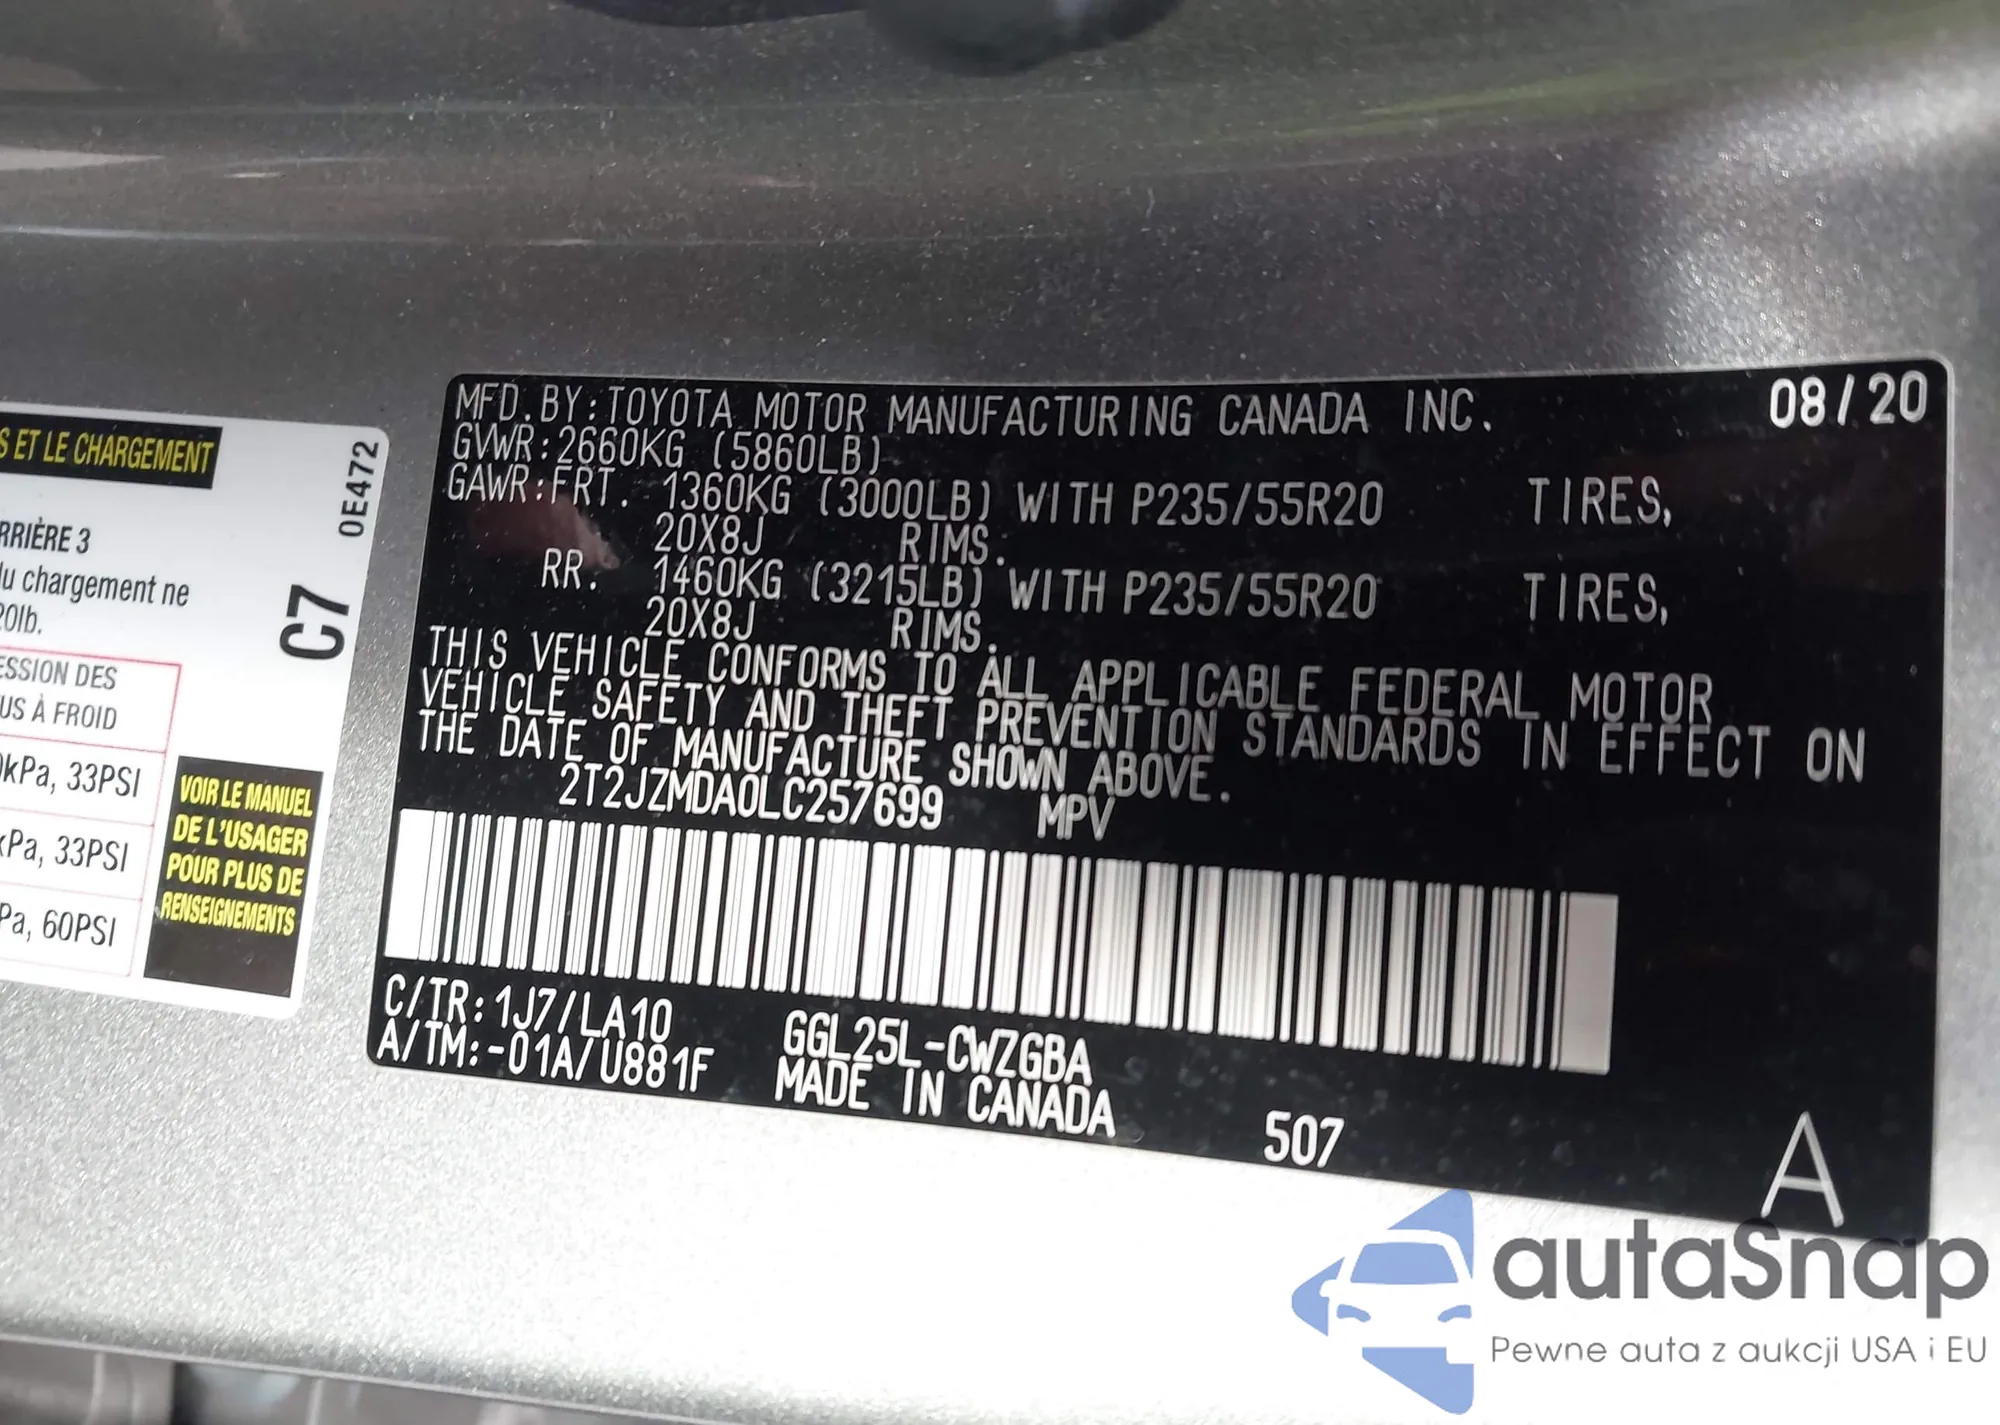 S ET LE CHARGEMENT
0E472
RRIÈRE 3
du chargement ne
20lb.
C7
ESSION DES
US À FROID
kPa, 33PSI
kPa, 33PSI
Pa, 60PSI
VOIR LE MANUEL
DE L'USAGER
POUR PLUS DE
RENSEIGNEMENTS
MFD.BY:TOYOTA MOTOR MANUFACTURING CANADA INC. 08/20
GVWR:2660KG (5860LB)
GAWR:FRT. 1360KG (3000LB) WITH P235/55R20 TIRES,
20X8J RIMS.
RR. 1460KG (3215LB) WITH P235/55R20 TIRES,
20X8J RIMS.
THIS VEHICLE CONFORMS TO ALL APPLICABLE FEDERAL MOTOR
VEHICLE SAFETY AND THEFT PREVENTION STANDARDS IN EFFECT ON
THE DATE OF MANUFACTURE SHOWN ABOVE.
2T2JZMDA0LC257699 MPV
C/TR:1J7/LA10 GGL25L-CWZGBA
A/TM:-01A/U881F MADE IN CANADA
507
A
autaSnap
Pewne auta z aukcji USA i EU